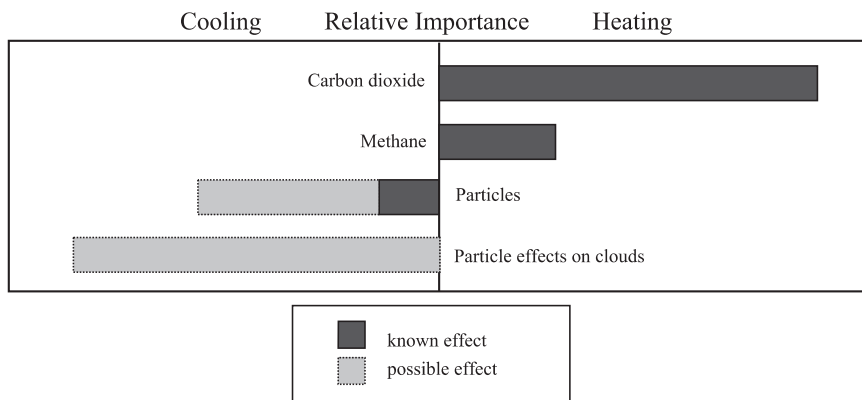 Cooling Relative Importance Heating
Carbon dioxide
Methane
Particles
Particle effects on clouds
known effect
possible effect